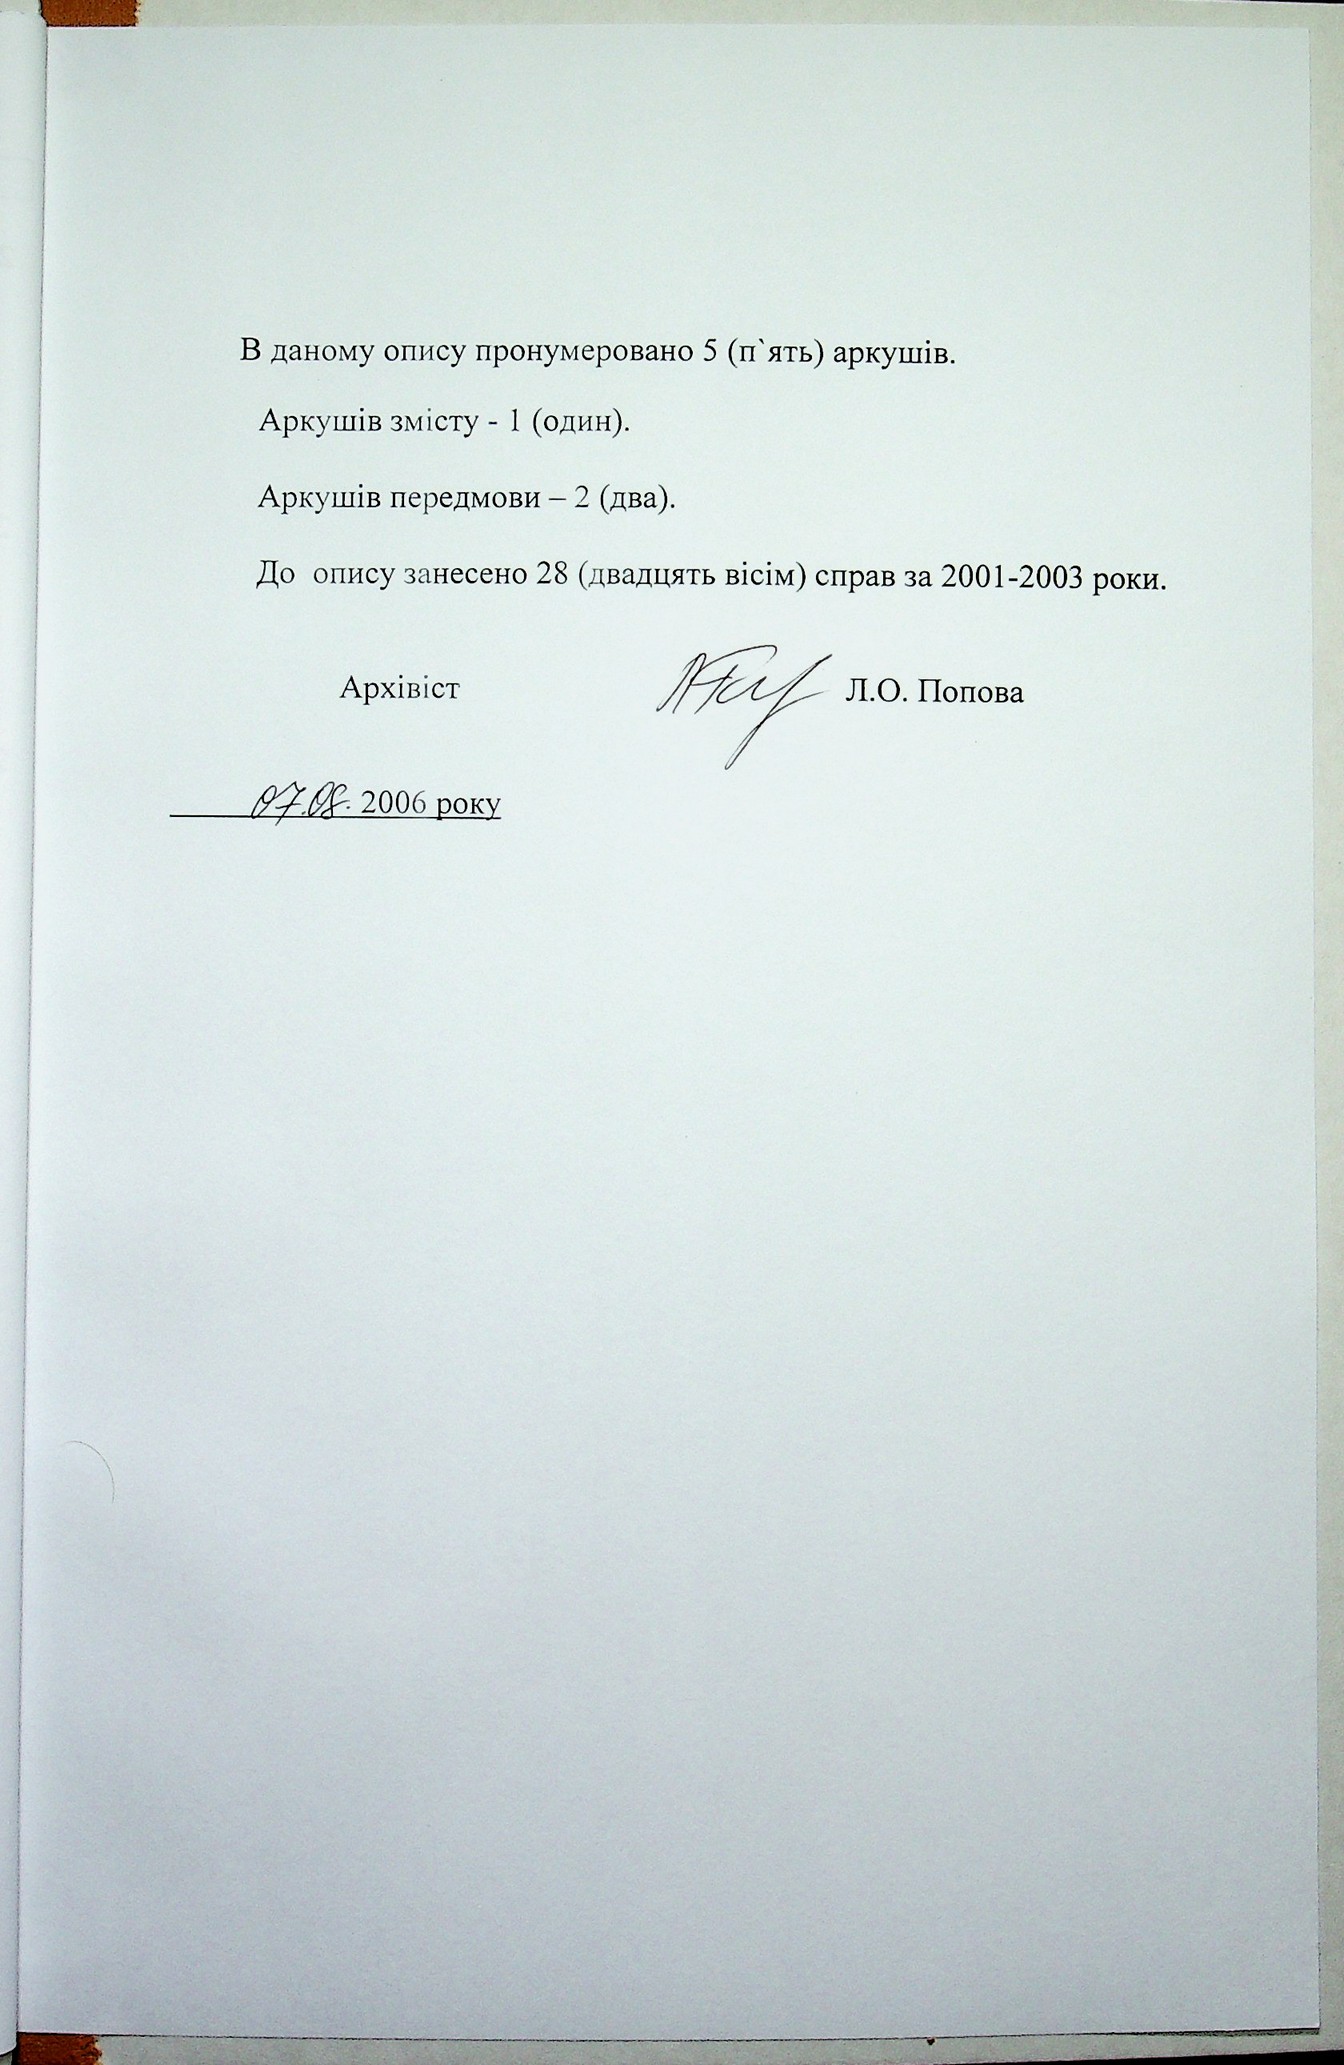 В даному опису пронумеровано 5 (п`ять) аркушів.
Аркушів змісту - 1 (один).
Аркушів передмови – 2 (два).
До опису занесено 28 (двадцять вісім) справ за 2001-2003 роки.
Архівіст Л.О. Попова
07.08. 2006 року